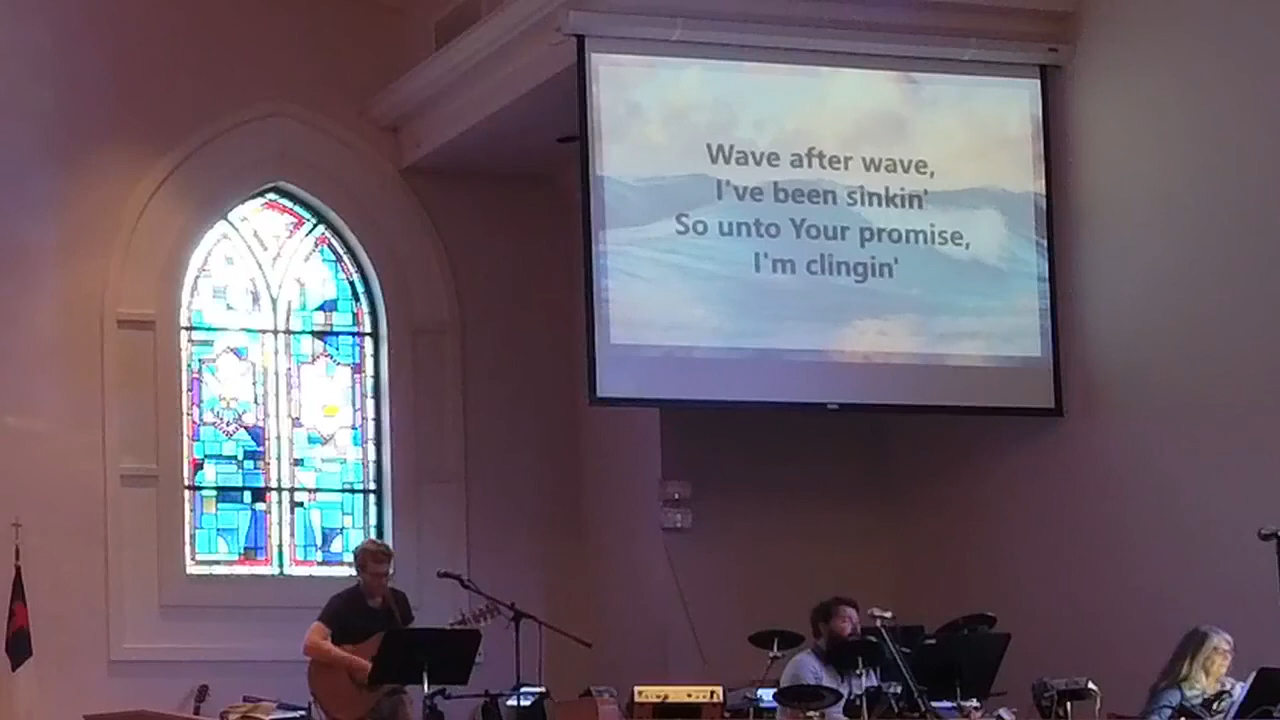 Wave after wave,
I've been sinkin'
So unto Your promise,
I'm clingin'